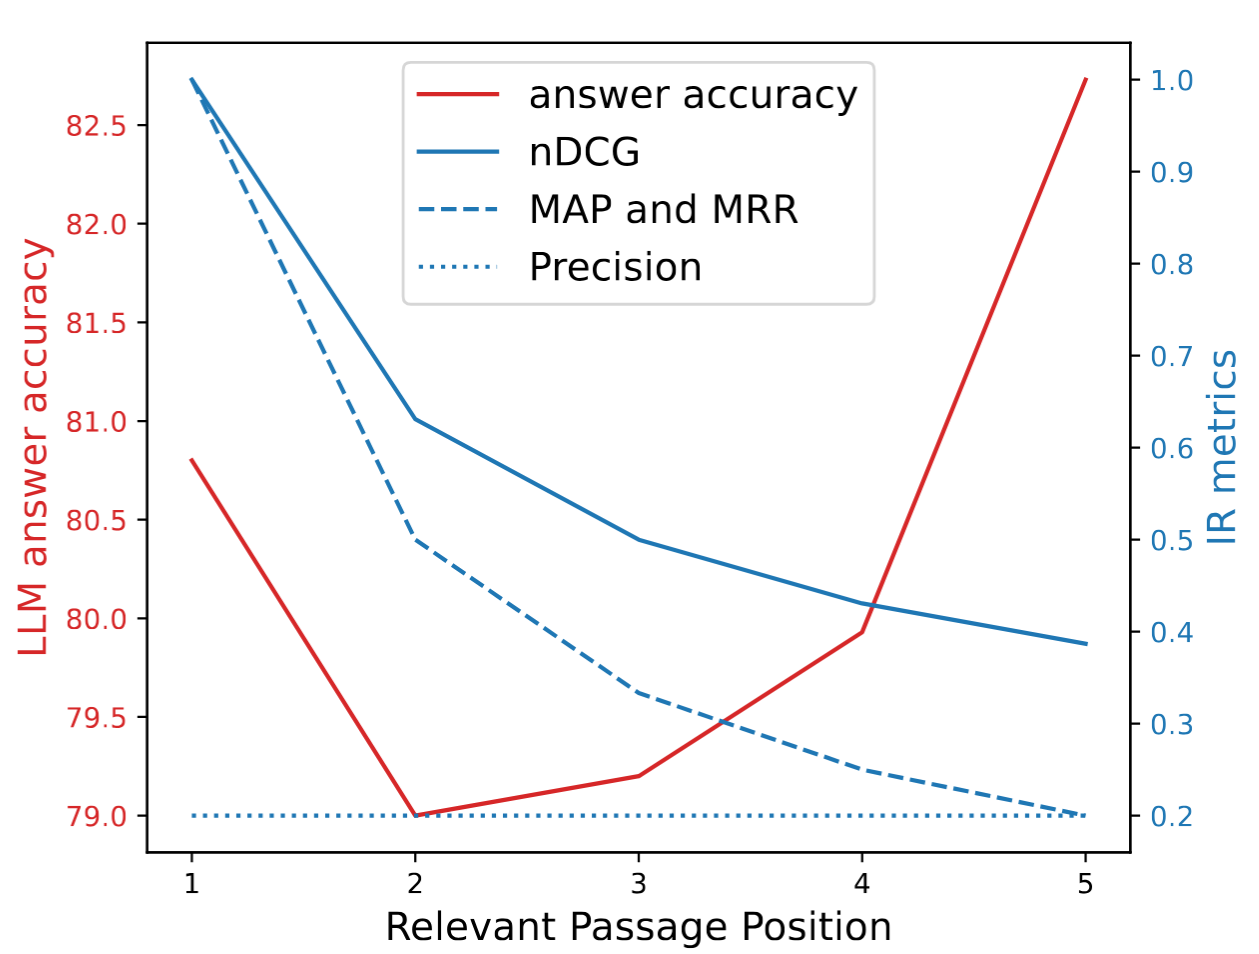 answer accuracy
nDCG
MAP and MRR
Precision
LLM answer accuracy
82.5
82.0
81.5
81.0
80.5
80.0
79.5
79.0
1.0
0.9
0.8
0.7
0.6
0.5
0.4
0.3
0.2
IR metrics
1 2 3 4 5
Relevant Passage Position